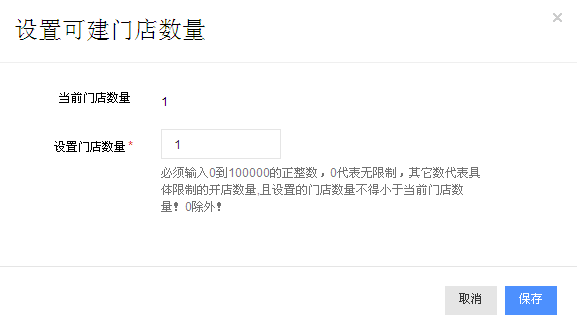 设置可建门店数量
×
当前门店数量 1
设置门店数量 * 1
必须输入0到100000的正整数，0代表无限制，其它数代表具
体限制的开店数量,且设置的门店数量不得小于当前门店数
量！0除外！
取消 保存